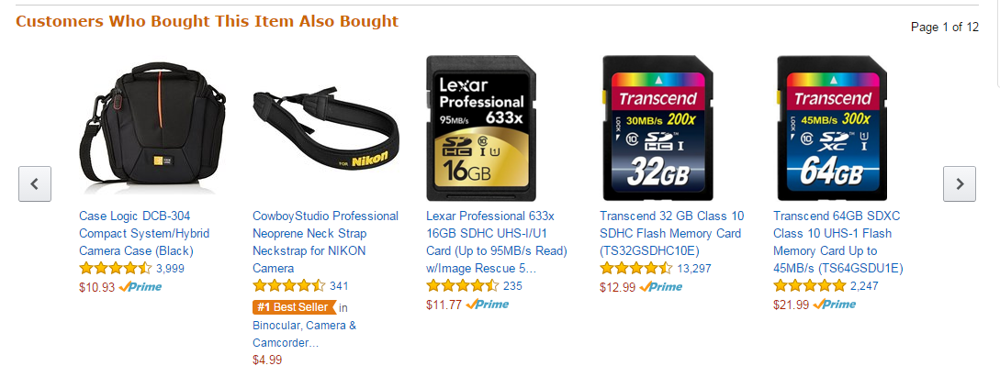 Customers Who Bought This Item Also Bought
Page 1 of 12
FOR Nikon
Lexar
Professional
95MB/s 633x
SDHC I U1
16GB
Transcend
30MB/s 200x
LOCK
10 SDHC I
32GB
Transcend
45MB/s 300x
LOCK
10 SDXC I U1
64GB
Case Logic DCB-304
Compact System/Hybrid
Camera Case (Black)
3,999
$10.93 Prime
CowboyStudio Professional
Neoprene Neck Strap
Neckstrap for NIKON
Camera
341
#1 Best Seller in
Binocular, Camera &
Camcorder...
$4.99
Lexar Professional 633x
16GB SDHC UHS-I/U1
Card (Up to 95MB/s Read)
w/Image Rescue 5...
235
$11.77 Prime
Transcend 32 GB Class 10
SDHC Flash Memory Card
(TS32GSDHC10E)
13,297
$12.99 Prime
Transcend 64GB SDXC
Class 10 UHS-1 Flash
Memory Card Up to
45MB/s (TS64GSDU1E)
2,247
$21.99 Prime